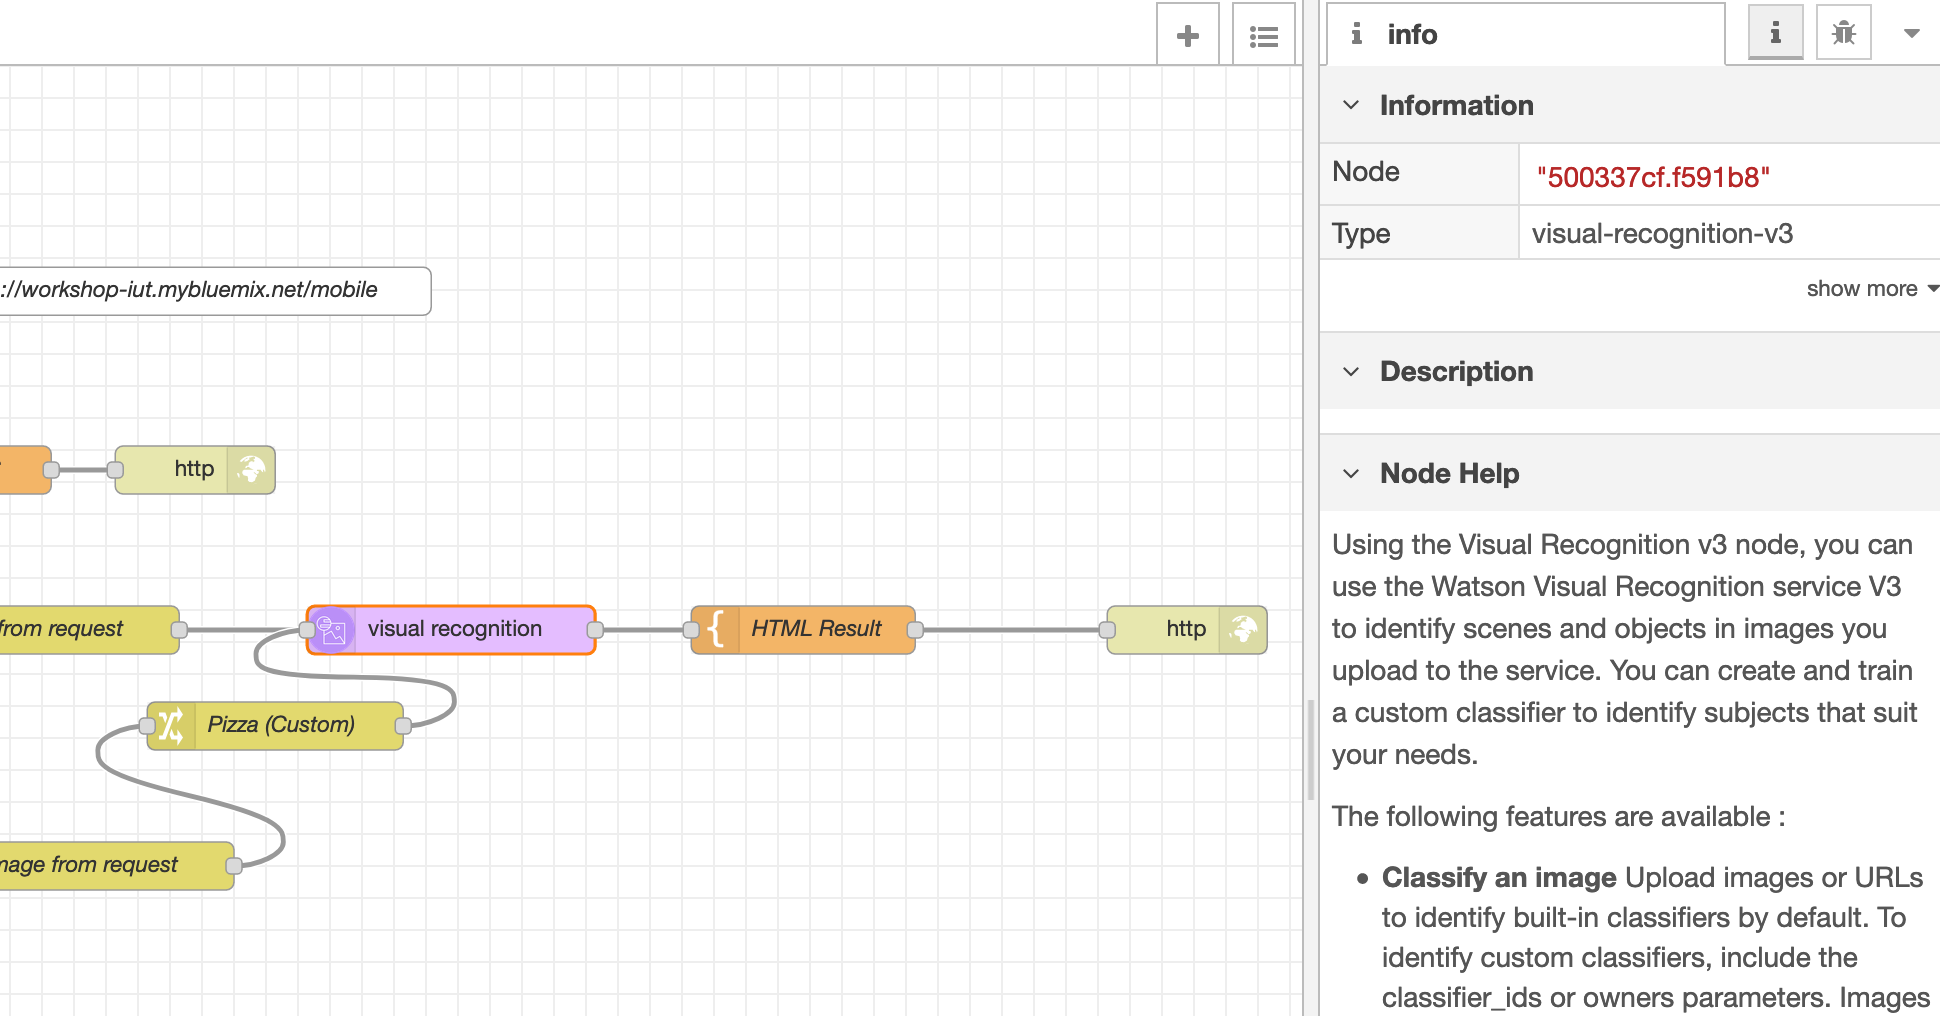 info
Information
Node "500337cf.f591b8"
Type visual-recognition-v3
show more
Description
Node Help
Using the Visual Recognition v3 node, you can
use the Watson Visual Recognition service V3
to identify scenes and objects in images you
upload to the service. You can create and train
a custom classifier to identify subjects that suit
your needs.
The following features are available :
Classify an image Upload images or URLs
to identify built-in classifiers by default. To
identify custom classifiers, include the
classifier_ids or owners parameters. Images
://workshop-iut.mybluemix.net/mobile
http
from request
visual recognition
HTML Result
http
Pizza (Custom)
mage from request